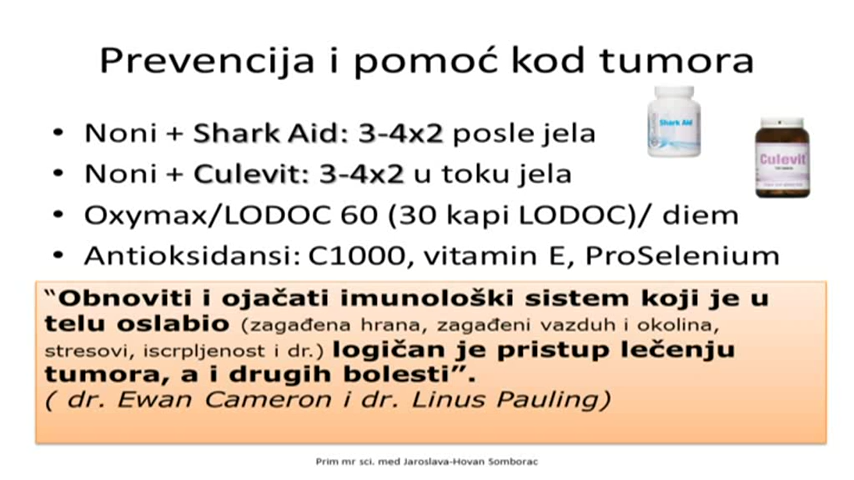 Prevencija i pomoć kod tumora
• Noni + Shark Aid: 3-4x2 posle jela
• Noni + Culevit: 3-4x2 u toku jela
• Oxymax/LODOC 60 (30 kapi LODOC)/ diem
• Antioksidansi: C1000, vitamin E, ProSelenium
Shark Aid
Culevit
“Obnoviti i ojačati imunološki sistem koji je u
telu oslabio (zagađena hrana, zagađeni vazduh i okolina,
stresovi, iscrpljenost i dr.) logičan je pristup lečenju
tumora, a i drugih bolesti”.
( dr. Ewan Cameron i dr. Linus Pauling)
Prim mr sci. med Jaroslava-Hovan Somborac